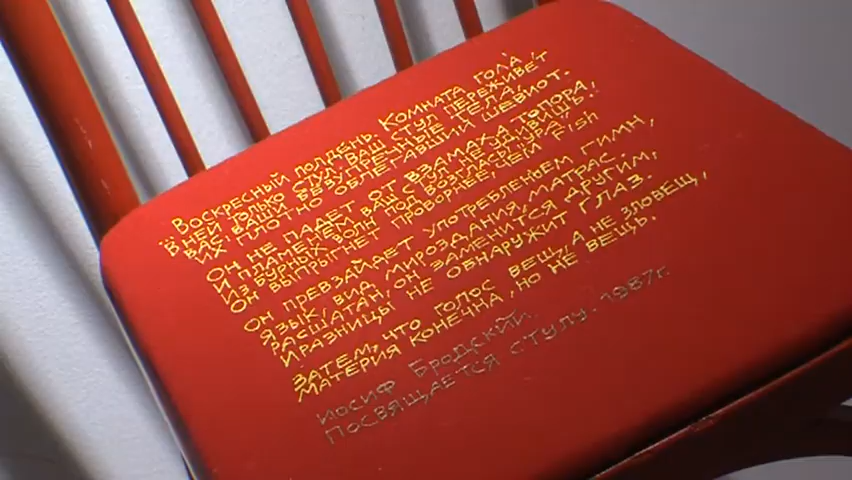 Воскресный полдень. Комната гола
В ней только стул. Ваш стул переживёт
вас, ваши безупречные тела,
их плотно облегавший шевиот.
Он не падет от взмаха топора,
и пламенем ваш стул не удивишь.
Из бурных волн под возгласы "ура"
он выпрыгнет проворнее, чем fish
Он превзайдет употребленьем гимн,
язык, вид мироздания, матрас.
Расшатан, он заменится другим,
и разницы не обнаружит глаз.
Затем, что голос вещ, а не зловещ,
материя конечна, но не вещь.
Иосиф Бродский.
Посвящается стулу. 1987г.